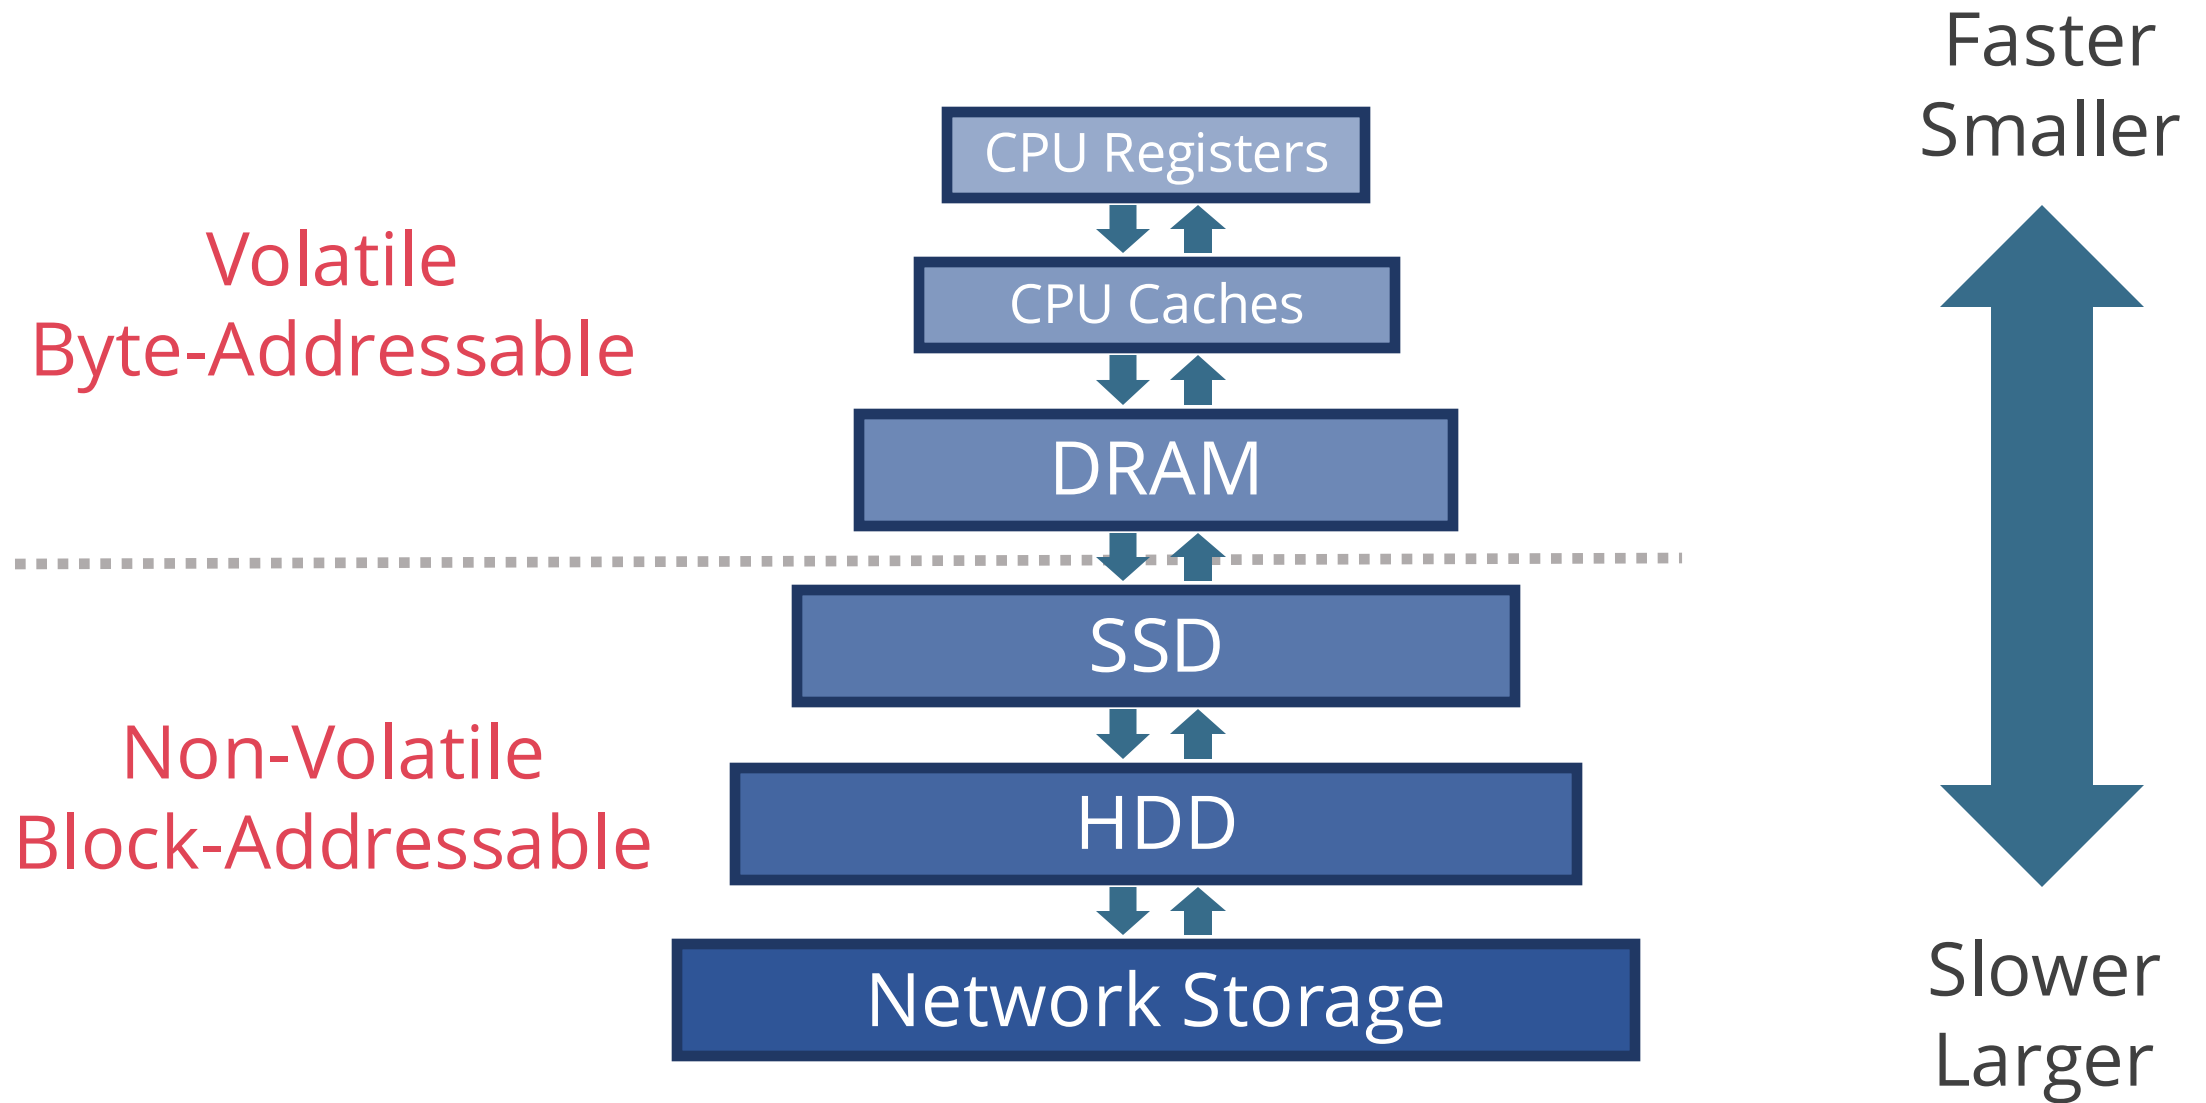 Faster
Smaller
CPU Registers
Volatile
Byte-Addressable
CPU Caches
DRAM
SSD
Non-Volatile
Block-Addressable
HDD
Network Storage
Slower
Larger